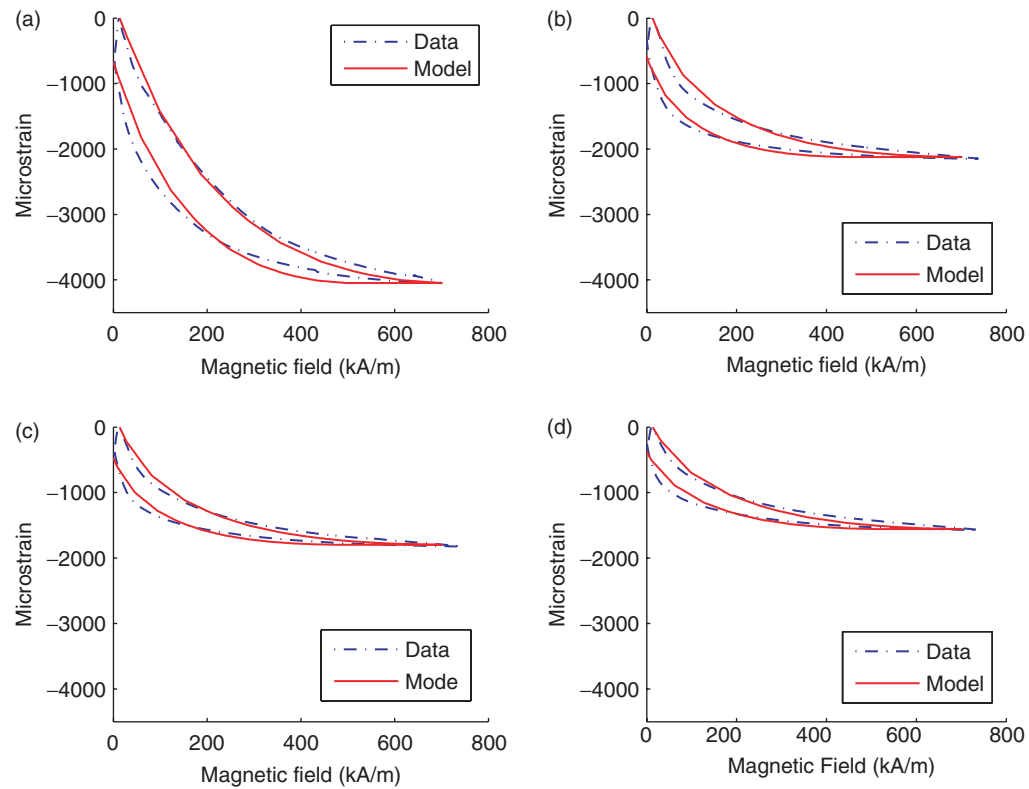 (a)
0
−1000
−2000
−3000
−4000
Microstrain
Data
Model
0 200 400 600 800
Magnetic field (kA/m)
(b)
0
−1000
−2000
−3000
−4000
Microstrain
Data
Model
0 200 400 600 800
Magnetic field (kA/m)
(c)
0
−1000
−2000
−3000
−4000
Microstrain
Data
Mode
0 200 400 600 800
Magnetic field (kA/m)
(d)
0
−1000
−2000
−3000
−4000
Microstrain
Data
Model
0 200 400 600 800
Magnetic Field (kA/m)